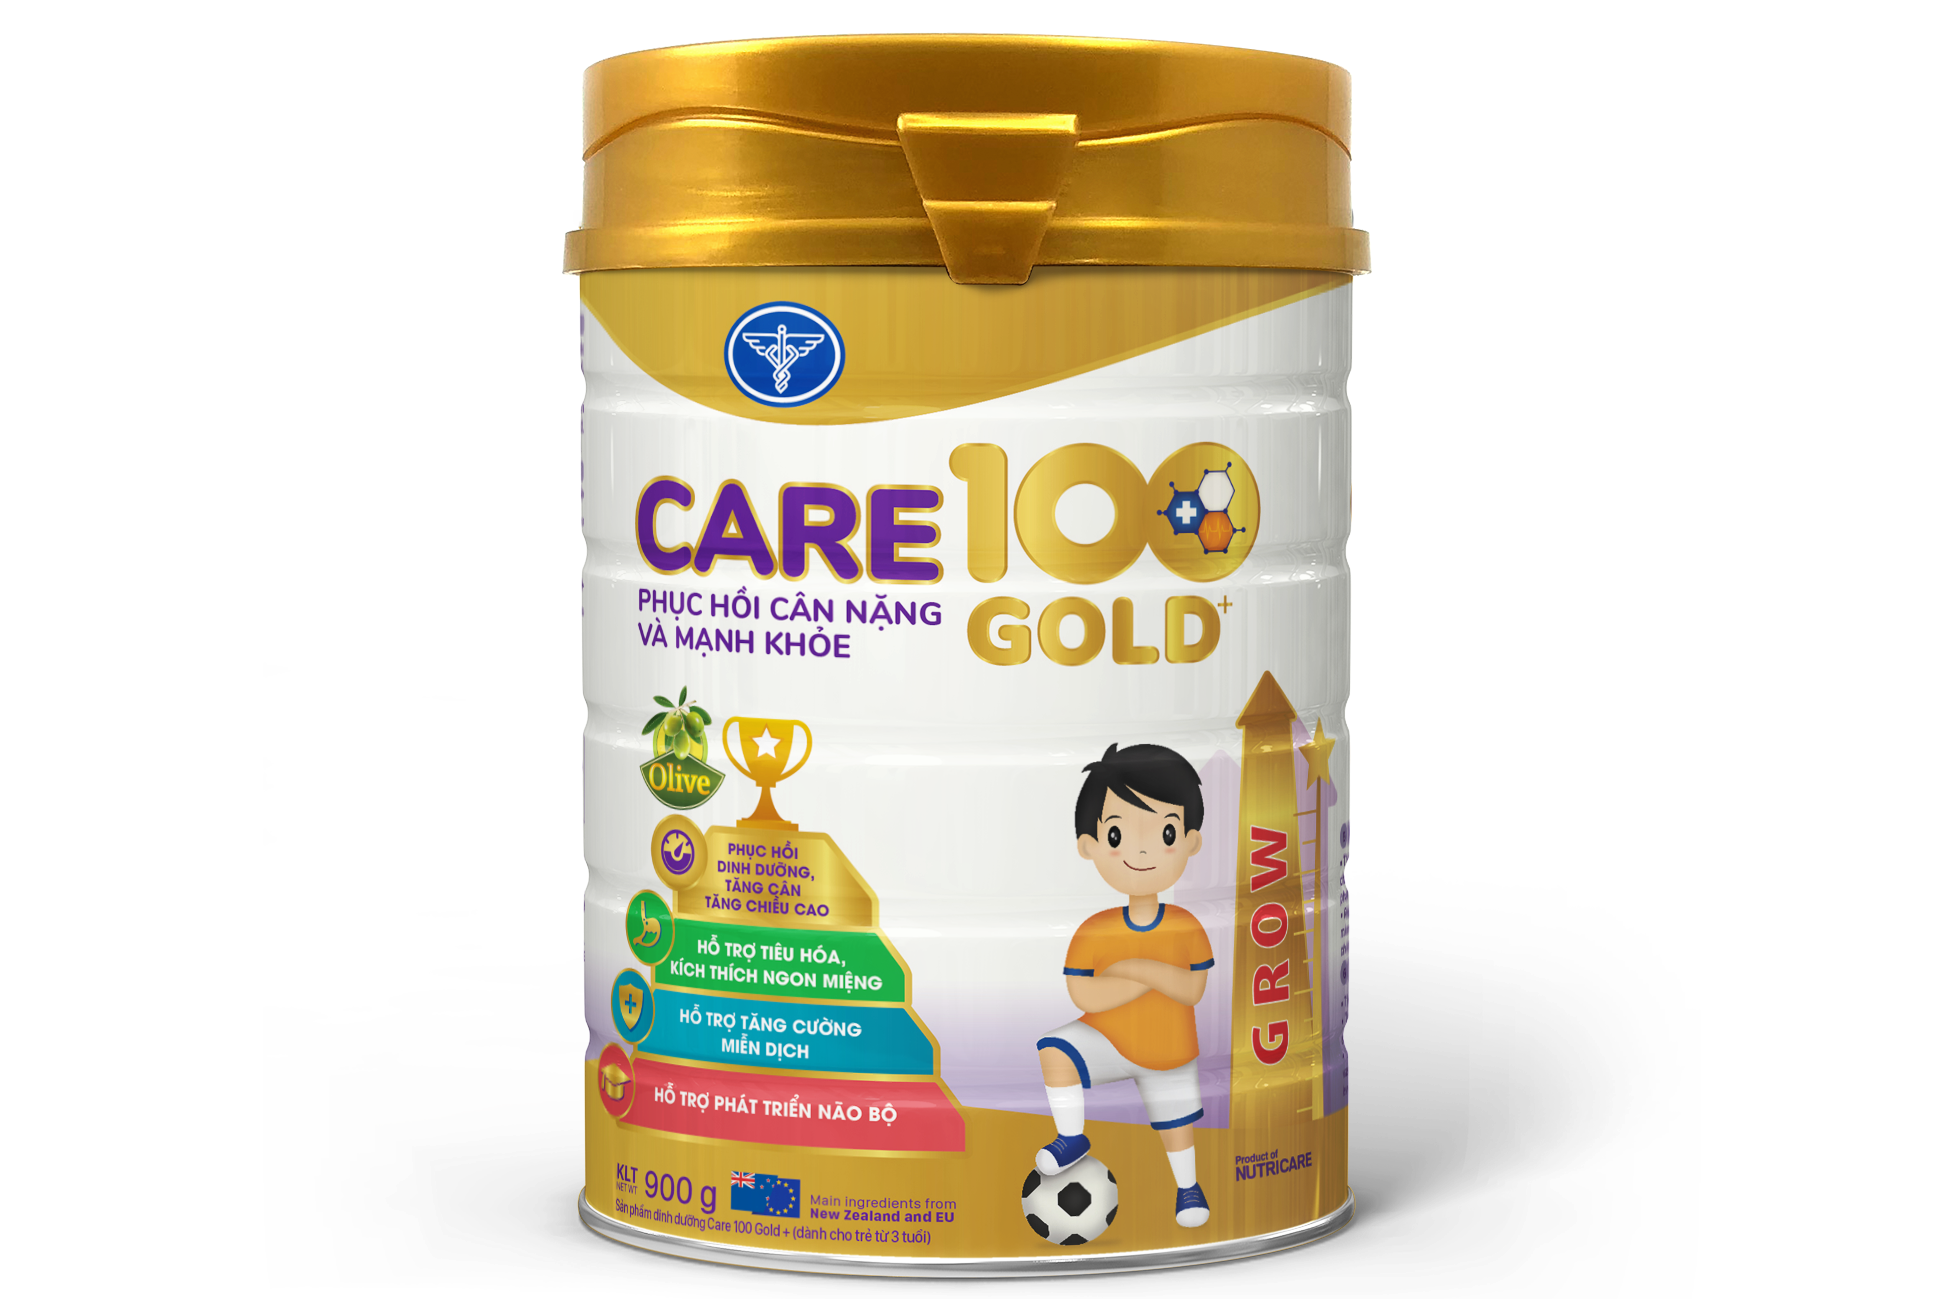 CARE 100
GOLD+
PHỤC HỒI CÂN NẶNG
VÀ MẠNH KHỎE
Olive
PHỤC HỒI
DINH DƯỠNG,
TĂNG CÂN
TĂNG CHIỀU CAO
HỖ TRỢ TIÊU HÓA,
KÍCH THÍCH NGON MIỆNG
HỖ TRỢ TĂNG CƯỜNG
MIỄN DỊCH
HỖ TRỢ PHÁT TRIỂN NÃO BỘ
GROW
Product of
NUTRICARE
KLT
NET WT
900 g
Main ingredients from
New Zealand and EU
Sản phẩm dinh dưỡng Care 100 Gold + (dành cho trẻ từ 3 tuổi)